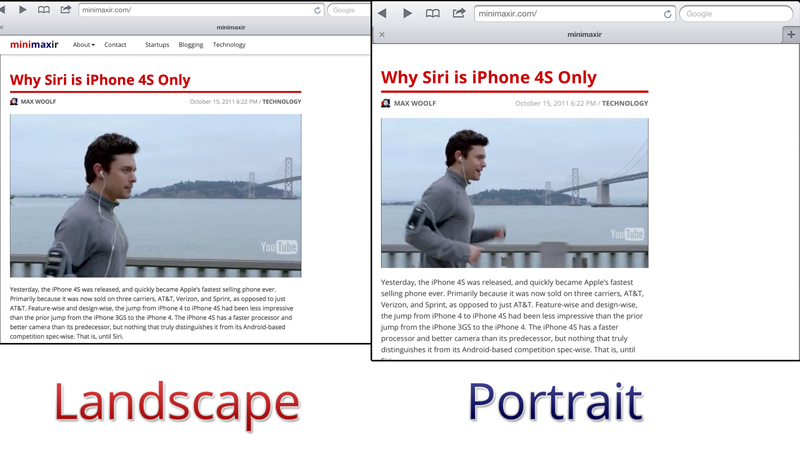 minimaxir.com/
Google
minimaxir
minimaxir
About
Contact
Startups
Blogging
Technology
Why Siri is iPhone 4S Only
MAX WOOLF
October 15, 2011 6:22 PM / TECHNOLOGY
YouTube
Yesterday, the iPhone 4S was released, and quickly became Apple's fastest selling phone ever.
Primarily because it was now sold on three carriers, AT&T, Verizon, and Sprint, as opposed to just
AT&T. Feature-wise and design-wise, the jump from iPhone 4 to iPhone 4S had been less impressive
than the prior jump from the iPhone 3GS to the iPhone 4. The iPhone 4S has a faster processor and
better camera than its predecessor, but nothing that truly distinguishes it from its Android-based
competition spec-wise. That is, until Siri.
Landscape
minimaxir.com/
Google
minimaxir
Why Siri is iPhone 4S Only
MAX WOOLF
October 15, 2011 6:22 PM / TECHNOLOGY
YouTube
Yesterday, the iPhone 4S was released, and quickly became Apple's fastest
selling phone ever. Primarily because it was now sold on three carriers, AT&T,
Verizon, and Sprint, as opposed to just AT&T. Feature-wise and design-wise,
the jump from iPhone 4 to iPhone 4S had been less impressive than the prior
jump from the iPhone 3GS to the iPhone 4. The iPhone 4S has a faster
processor and better camera than its predecessor, but nothing that truly
distinguishes it from its Android-based competition spec-wise. That is, until
Portrait